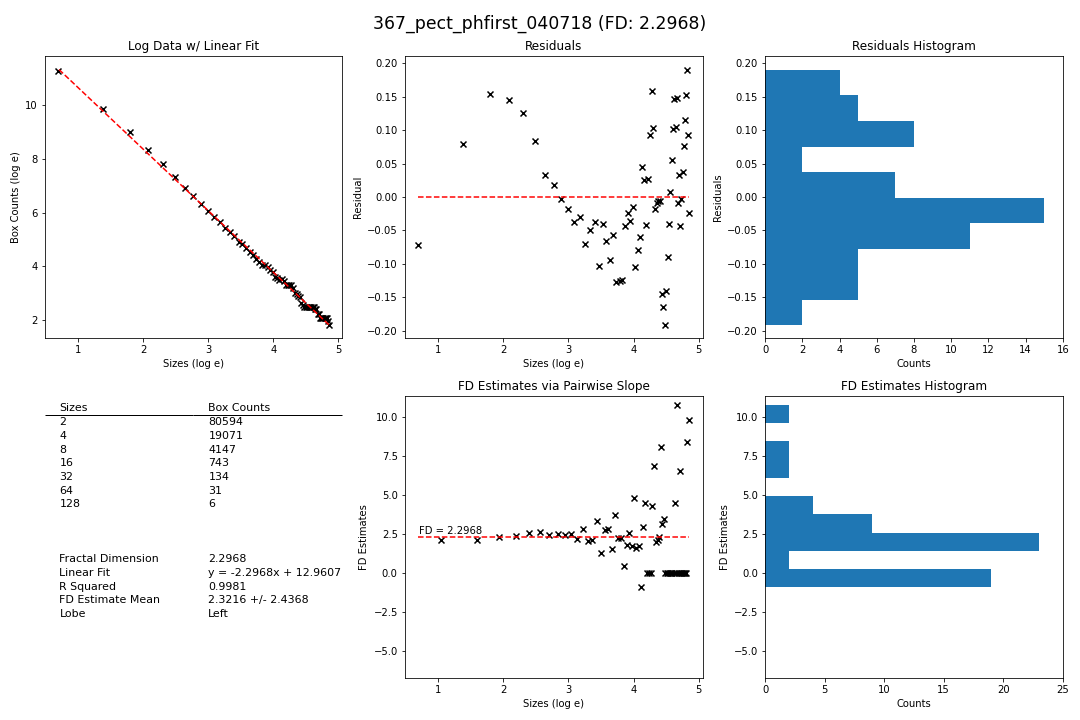 367_pect_phfirst_040718 (FD: 2.2968)
Log Data w/ Linear Fit
Box Counts (log e)
10
8
6
4
2
1 2 3 4 5
Sizes (log e)
Residuals
Residual
0.20
0.15
0.10
0.05
0.00
−0.05
−0.10
−0.15
−0.20
1 2 3 4 5
Sizes (log e)
Residuals Histogram
Residuals
0.20
0.15
0.10
0.05
0.00
−0.05
−0.10
−0.15
−0.20
0 2 4 6 8 10 12 14 16
Counts
Sizes Box Counts
2 80594
4 19071
8 4147
16 743
32 134
64 31
128 6
Fractal Dimension 2.2968
Linear Fit y = -2.2968x + 12.9607
R Squared 0.9981
FD Estimate Mean 2.3216 +/- 2.4368
Lobe Left
FD Estimates via Pairwise Slope
FD Estimates
10.0
7.5
5.0
2.5
0.0
−2.5
−5.0
FD = 2.2968
1 2 3 4 5
Sizes (log e)
FD Estimates Histogram
FD Estimates
10.0
7.5
5.0
2.5
0.0
−2.5
−5.0
0 5 10 15 20 25
Counts